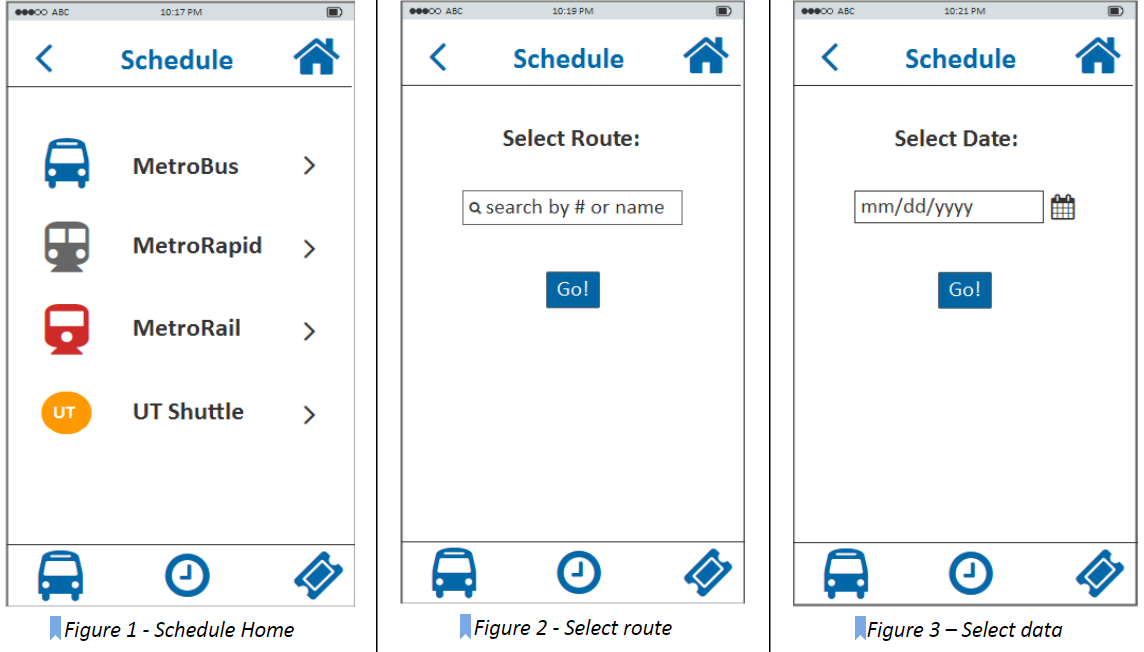 ABC 10:17 PM
Schedule
MetroBus
MetroRapid
MetroRail
UT UT Shuttle
Figure 1 - Schedule Home
ABC 10:19 PM
Schedule
Select Route:
search by # or name
Go!
Figure 2 - Select route
ABC 10:21 PM
Schedule
Select Date:
mm/dd/yyyy
Go!
Figure 3 – Select data